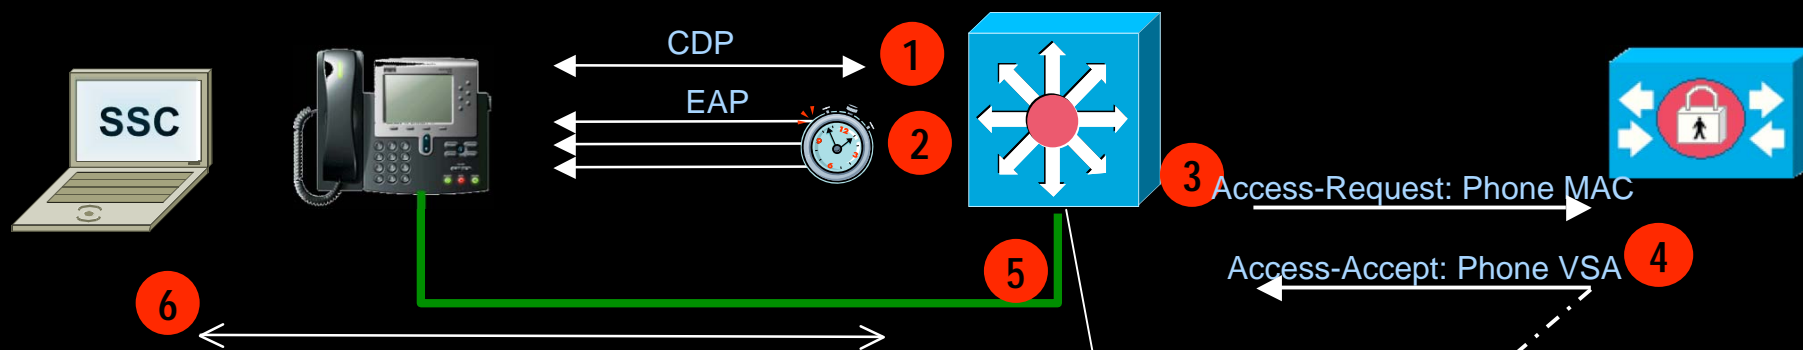 CDP
1
SSC
EAP
2
3
Access-Request: Phone MAC
5
Access-Accept: Phone VSA
4
6